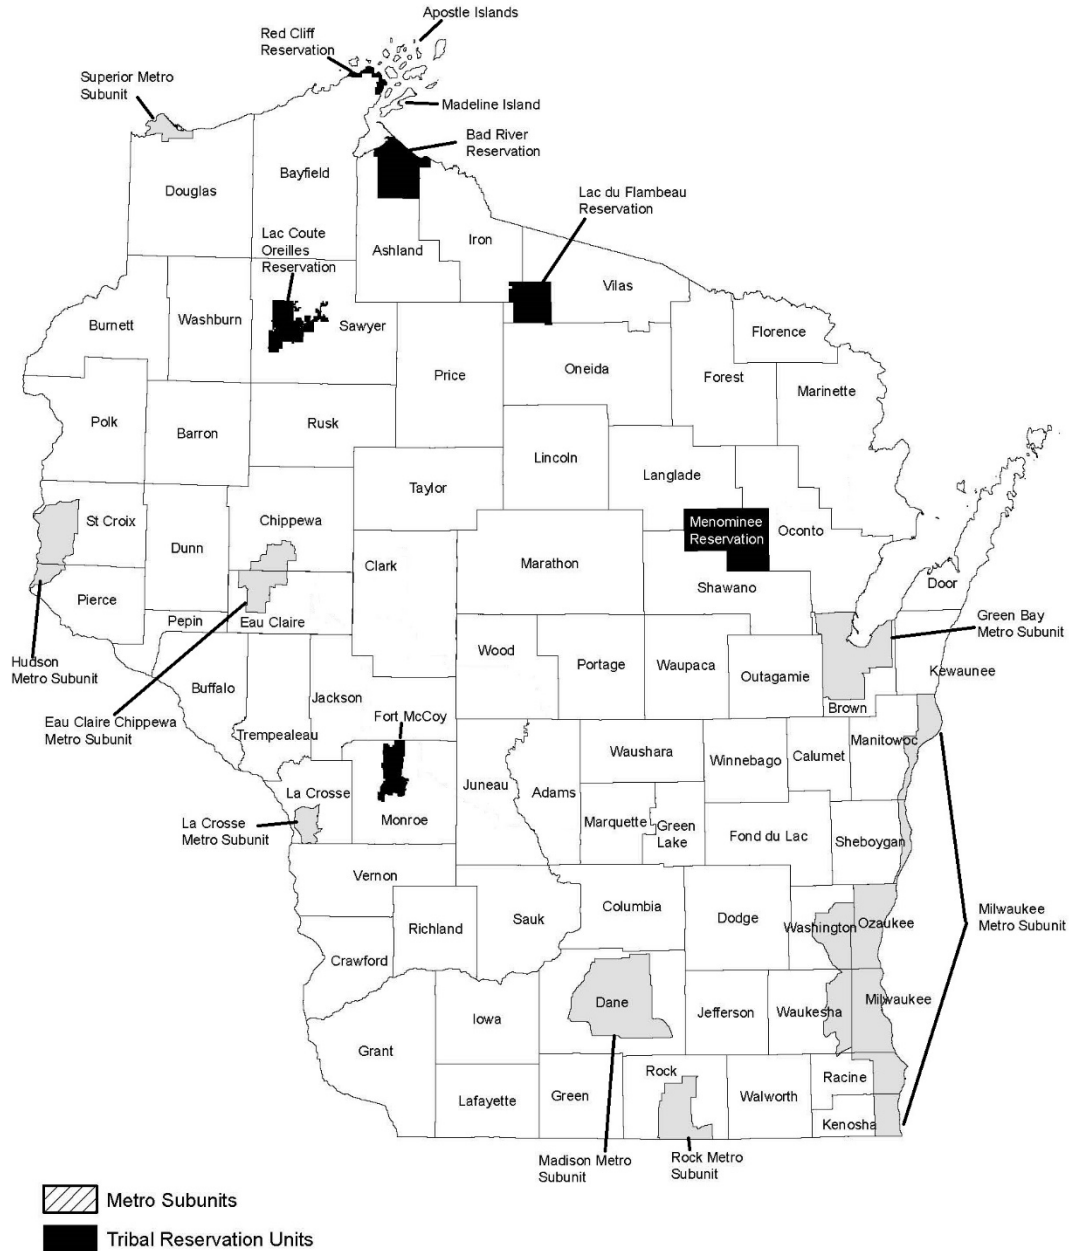 Apostle Islands
Red Cliff
Reservation
Superior Metro
Subunit
Madeline Island
Bad River
Reservation
Bayfield
Douglas
Lac du Flambeau
Reservation
Lac Coute
Oreilles
Reservation
Iron
Ashland
Vilas
Burnett
Washburn
Sawyer
Florence
Price
Oneida
Forest
Marinette
Polk
Rusk
Barron
Lincoln
Langlade
Taylor
Chippewa
St Croix
Menominee
Reservation
Oconto
Dunn
Clark
Marathon
Shawano
Door
Pierce
Pepin
Eau Claire
Green Bay
Metro Subunit
Hudson
Metro Subunit
Wood
Portage
Waupaca
Outagamie
Kewaunee
Buffalo
Jackson
Brown
Eau Claire Chippewa
Metro Subunit
Fort McCoy
Trempealeau
Manitowoc
Waushara
Winnebago
Calumet
Juneau
Adams
La Crosse
La Crosse
Metro Subunit
Monroe
Marquette
Green
Lake
Fond du Lac
Sheboygan
Vernon
Columbia
Dodge
Milwaukee
Metro Subunit
Richland
Sauk
Washington
Ozaukee
Crawford
Dane
Jefferson
Waukesha
Milwaukee
Iowa
Grant
Rock
Racine
Lafayette
Green
Walworth
Kenosha
Madison Metro
Subunit
Rock Metro
Subunit
Metro Subunits
Tribal Reservation Units